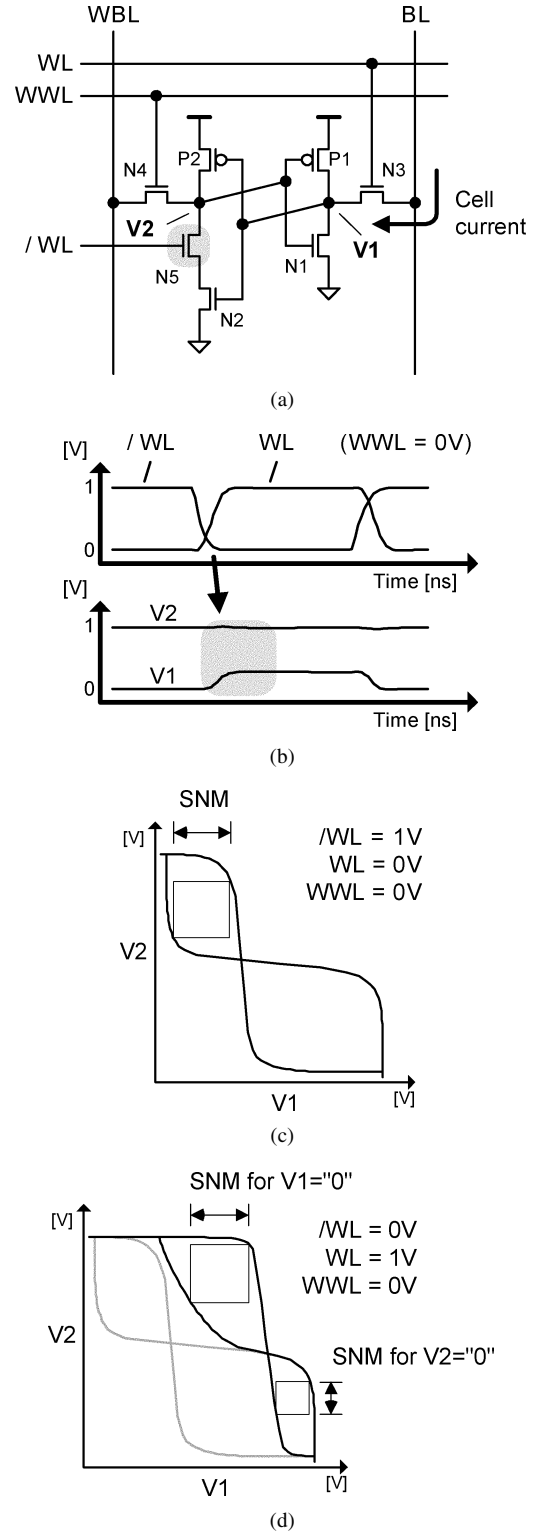 WBL BL
WL
WWL
N4 P2 P1 N3
V2 V1 Cell
current
/ WL
N5 N1
N2
(a)
[V] / WL WL (WWL = 0V)
1
0
Time [ns]
[V]
1 V2
V1
0
Time [ns]
(b)
SNM
[V] /WL = 1V
WL = 0V
WWL = 0V
V2
V1 [V]
(c)
SNM for V1="0"
[V] /WL = 0V
WL = 1V
WWL = 0V
V2
SNM for V2="0"
V1 [V]
(d)